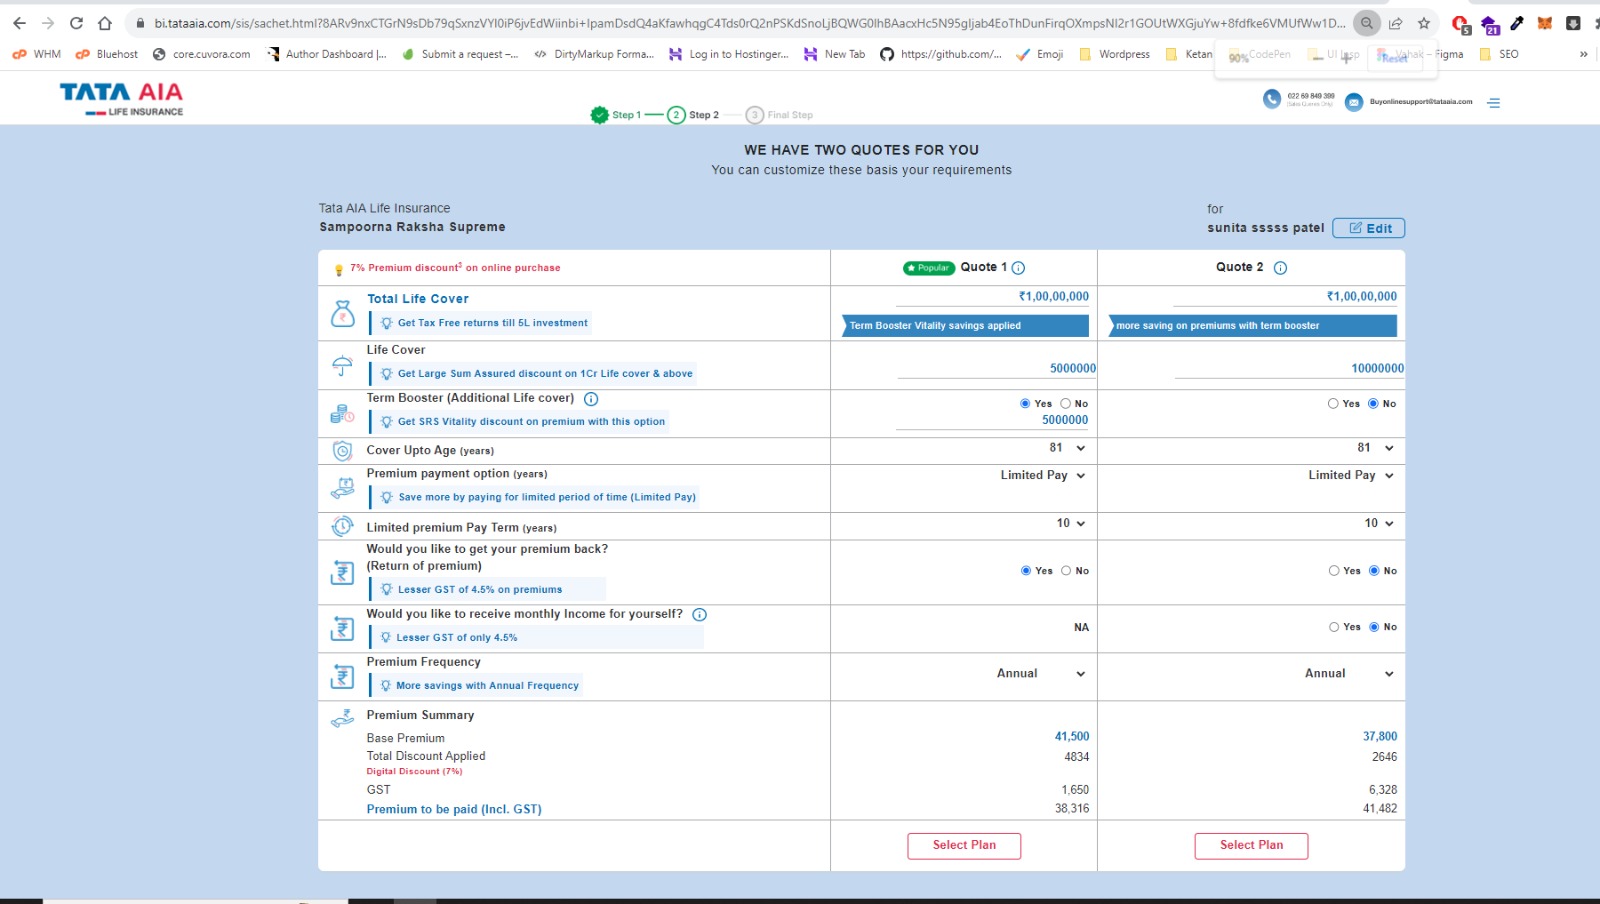 bi.tataaia.com/sis/sachet.html?8ARv9nxCTGrN9sDb79qSxnzVYI0iP6jvEdWiinbi+IpamDsdQ4aKfawhqgC4Tds0rQ2nPSKdSnoLjBQWG0IhBAacxHc5N95gIjab4EoThDunFirqOXmpsNI2r1GOUtWXGjuYw+8fdfke6VMUfWw1D...
5
21
WHM
Bluehost
core.cuvora.com
Author Dashboard |...
Submit a request –...
DirtyMarkup Forma...
Log in to Hostinger...
New Tab
https://github.com/...
Emoji
Wordpress
Ketan
CodePen
Vahak – Figma
SEO
»
90%
Reset
TATA AIA
LIFE INSURANCE
Step 1
2 Step 2
3 Final Step
022 69 849 399
(Sales Queries Only)
Buyonlinesupport@tataaia.com
WE HAVE TWO QUOTES FOR YOU
You can customize these basis your requirements
Tata AIA Life Insurance
Sampoorna Raksha Supreme
for
sunita sssss patel Edit
7% Premium discount⁵ on online purchase
Popular Quote 1
Quote 2
Total Life Cover
Get Tax Free returns till 5L investment
₹1,00,00,000
Term Booster Vitality savings applied
₹1,00,00,000
more saving on premiums with term booster
Life Cover
Get Large Sum Assured discount on 1Cr Life cover & above
5000000
10000000
Term Booster (Additional Life cover)
Get SRS Vitality discount on premium with this option
Yes No
5000000
Yes No
Cover Upto Age (years)
81
81
Premium payment option (years)
Save more by paying for limited period of time (Limited Pay)
Limited Pay
Limited Pay
Limited premium Pay Term (years)
10
10
Would you like to get your premium back?
(Return of premium)
Lesser GST of 4.5% on premiums
Yes No
Yes No
Would you like to receive monthly Income for yourself?
Lesser GST of only 4.5%
NA
Yes No
Premium Frequency
More savings with Annual Frequency
Annual
Annual
Premium Summary
Base Premium
41,500
37,800
Total Discount Applied
4834
2646
Digital Discount (7%)
GST
1,650
6,328
Premium to be paid (Incl. GST)
38,316
41,482
Select Plan
Select Plan